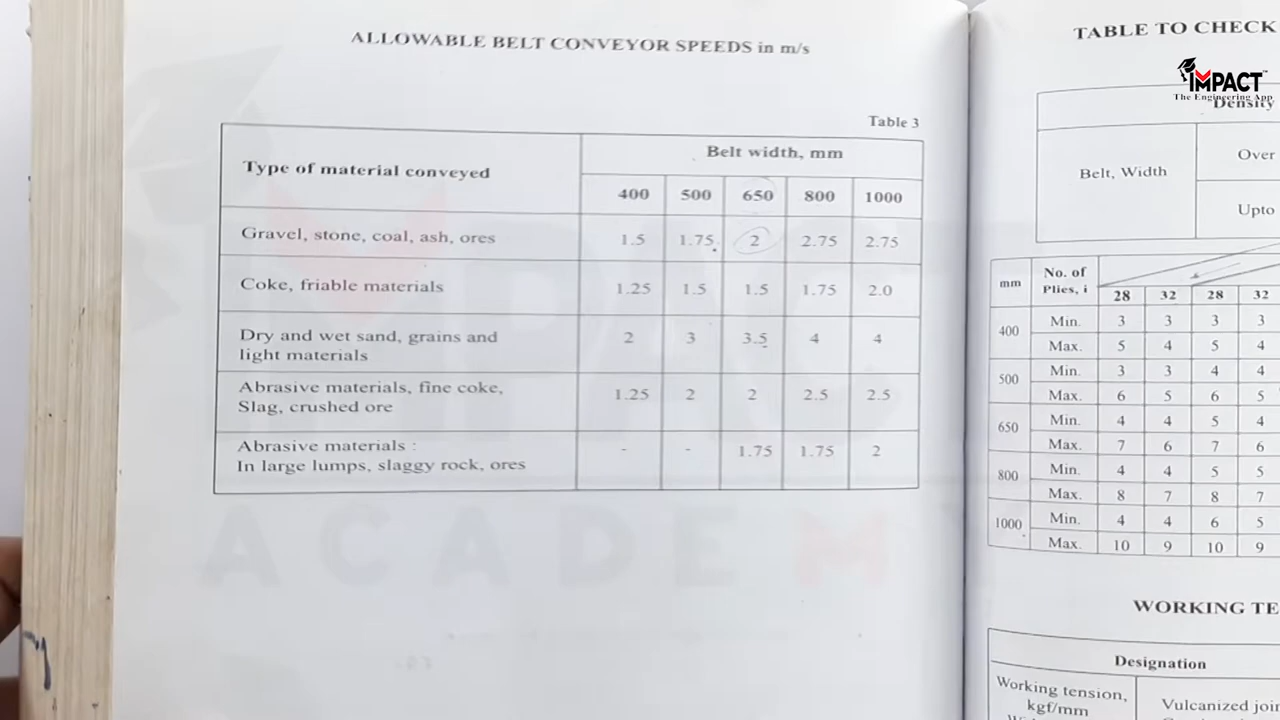 ALLOWABLE BELT CONVEYOR SPEEDS in m/s
Table 3
Type of material conveyed
Belt width, mm
400 500 650 800 1000
Gravel, stone, coal, ash, ores 1.5 1.75 2 2.75 2.75
Coke, friable materials 1.25 1.5 1.5 1.75 2.0
Dry and wet sand, grains and
light materials 2 3 3.5 4 4
Abrasive materials, fine coke,
Slag, crushed ore 1.25 2 2 2.5 2.5
Abrasive materials :
In large lumps, slaggy rock, ores - - 1.75 1.75 2
ACADEM
TABLE TO CHECK
IMPACT
The Engineering App
Density
Belt, Width
Over
Upto
mm No. of
Plies, i 28 32 28 32
400 Min. 3 3 3 3
Max. 5 4 5 4
500 Min. 3 3 4 4
Max. 6 5 6 5
650 Min. 4 4 5 4
Max. 7 6 7 6
800 Min. 4 4 5 5
Max. 8 7 8 7
1000 Min. 4 4 6 5
Max. 10 9 10 9
WORKING TE
Designation
Working tension,
kgf/mm
Vulcanized join